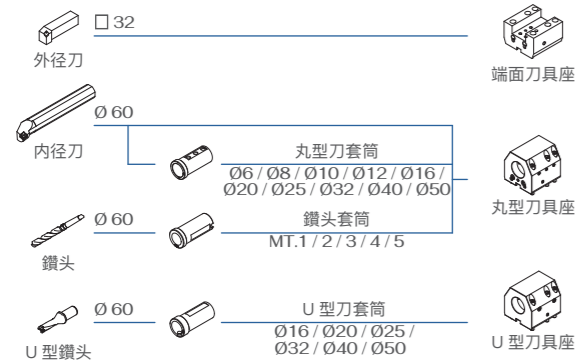 □ 32
外径刀
端面刀具座
Ø 60
内径刀
丸型刀套筒
Ø6 / Ø8 / Ø10 / Ø12 / Ø16 /
Ø20 / Ø25 / Ø32 / Ø40 / Ø50
丸型刀具座
Ø 60
鑽头套筒
MT.1 / 2 / 3 / 4 / 5
鑽头
Ø 60
U 型刀套筒
Ø16 / Ø20 / Ø25 /
Ø32 / Ø40 / Ø50
U 型鑽头
U 型刀具座